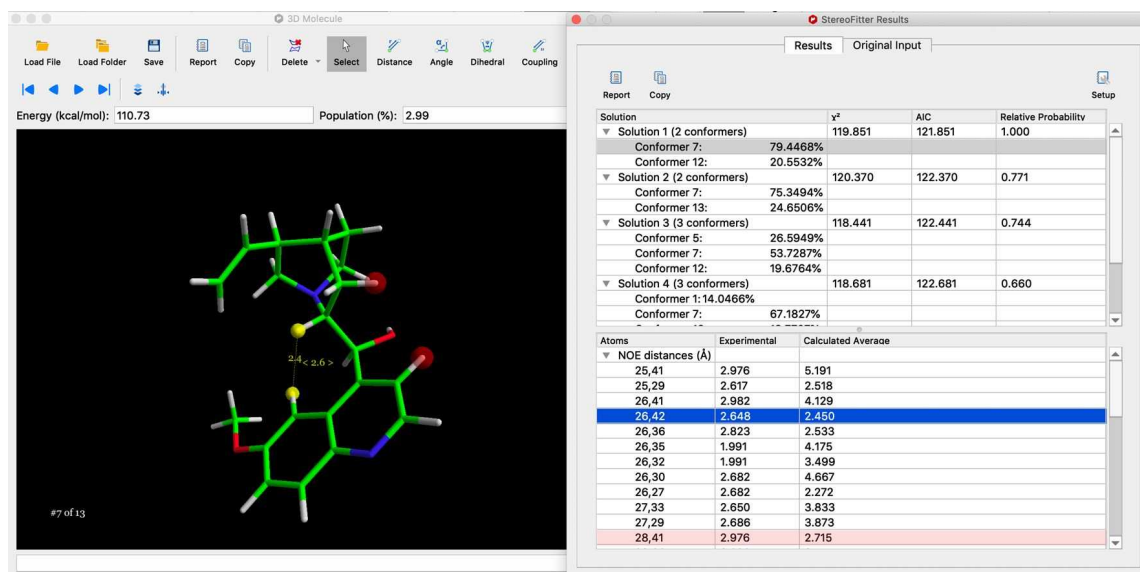 3D Molecule
Load File Load Folder Save Report Copy Delete Select Distance Angle Dihedral Coupling
Energy (kcal/mol): 110.73 Population (%): 2.99
2.4 < 2.6 >
#7 of 13
StereoFitter Results
Results Original Input
Report Copy Setup
Solution χ² AIC Relative Probability
Solution 1 (2 conformers) 119.851 121.851 1.000
Conformer 7: 79.4468%
Conformer 12: 20.5532%
Solution 2 (2 conformers) 120.370 122.370 0.771
Conformer 7: 75.3494%
Conformer 13: 24.6506%
Solution 3 (3 conformers) 118.441 122.441 0.744
Conformer 5: 26.5949%
Conformer 7: 53.7287%
Conformer 12: 19.6764%
Solution 4 (3 conformers) 118.681 122.681 0.660
Conformer 1: 14.0466%
Conformer 7: 67.1827%
Atoms Experimental Calculated Average
NOE distances (Å)
25,41 2.976 5.191
25,29 2.617 2.518
26,41 2.982 4.129
26,42 2.648 2.450
26,36 2.823 2.533
26,35 1.991 4.175
26,32 1.991 3.499
26,30 2.682 4.667
26,27 2.682 2.272
27,33 2.650 3.833
27,29 2.686 3.873
28,41 2.976 2.715